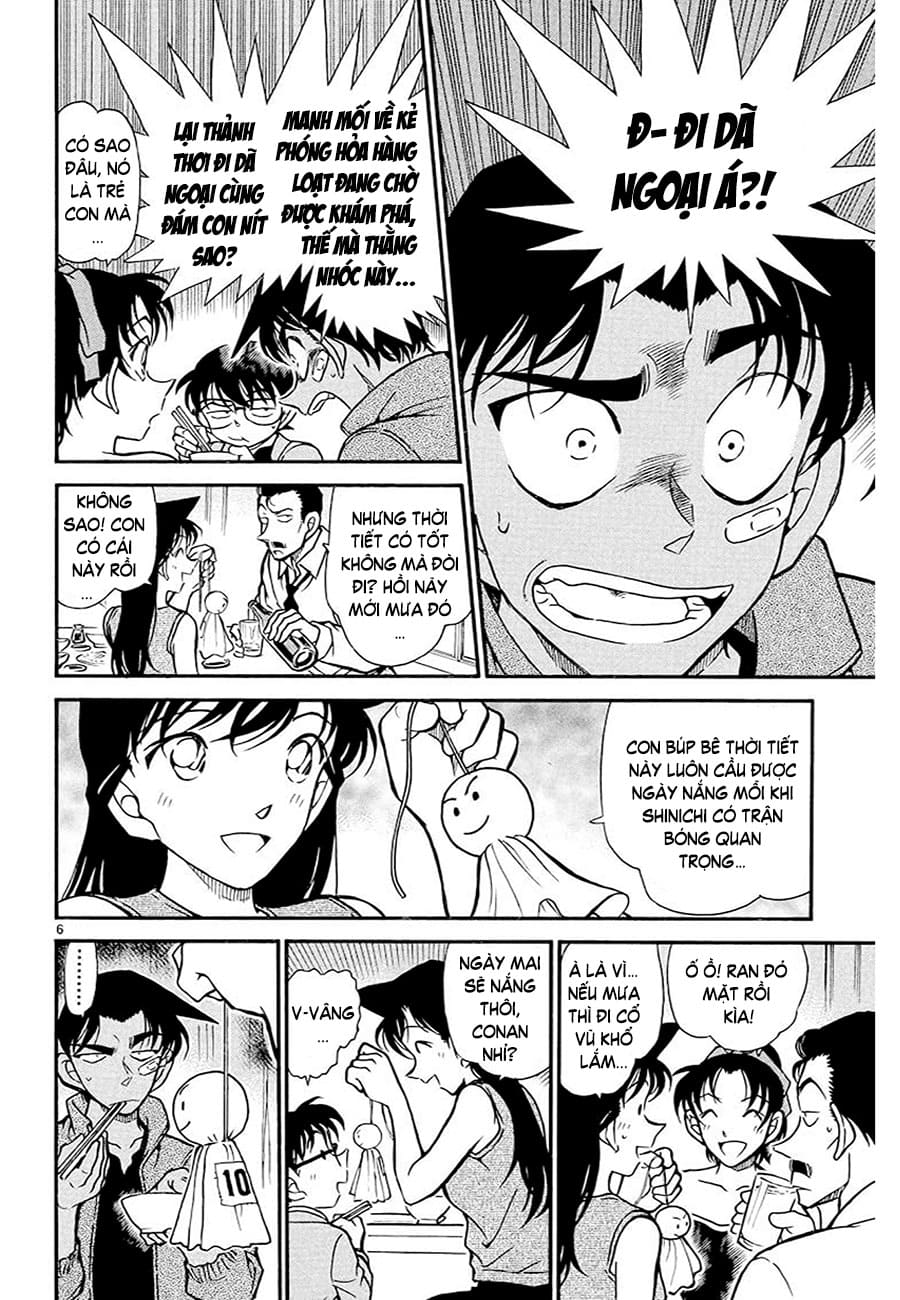 Đ- ĐI DÃ
NGOẠI Á?!
MANH MỐI VỀ KẺ
PHÓNG HỎA HÀNG
LOẠT ĐANG CHỜ
ĐƯỢC KHÁM PHÁ,
THẾ MÀ THẰNG
NHÓC NÀY...
LẠI THẢNH
THƠI ĐI DÃ
NGOẠI CÙNG
ĐÁM CON NÍT
SAO?
CÓ SAO
ĐÂU, NÓ
LÀ TRẺ
CON MÀ
...
NHƯNG THỜI
TIẾT CÓ TỐT
KHÔNG MÀ ĐÒI
ĐI? HỒI NÃY
MỚI MƯA ĐÓ
...
KHÔNG
SAO! CON
CÓ CÁI
NÀY RỒI
...
CON BÚP BÊ THỜI TIẾT
NÀY LUÔN CẦU ĐƯỢC
NGÀY NẮNG MỖI KHI
SHINICHI CÓ TRẬN
BÓNG QUAN
TRỌNG...
6
Ố Ồ! RAN ĐỎ
MẶT RỒI
KÌA!
À LÀ VÌ...
NẾU MƯA
THÌ ĐI CỔ
VŨ KHỔ
LẮM...
NGÀY MAI
SẼ NẮNG
THÔI,
CONAN
NHỈ?
V-VÂNG
...
10
.........